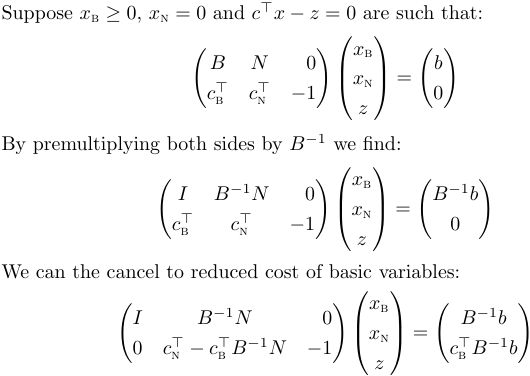 Suppose x_B ≥ 0, x_N = 0 and c^⊤x − z = 0 are such that:
( B N 0 ) ( x_B ) = ( b )
( c_B^⊤ c_N^⊤ −1 ) ( x_N ) ( 0 )
( z )
By premultiplying both sides by B^{−1} we find:
( I B^{−1}N 0 ) ( x_B ) = ( B^{−1}b )
( c_B^⊤ c_N^⊤ −1 ) ( x_N ) ( 0 )
( z )
We can the cancel to reduced cost of basic variables:
( I B^{−1}N 0 ) ( x_B ) = ( B^{−1}b )
( 0 c_N^⊤ − c_B^⊤B^{−1}N −1 ) ( x_N ) ( c_B^⊤B^{−1}b )
( z )